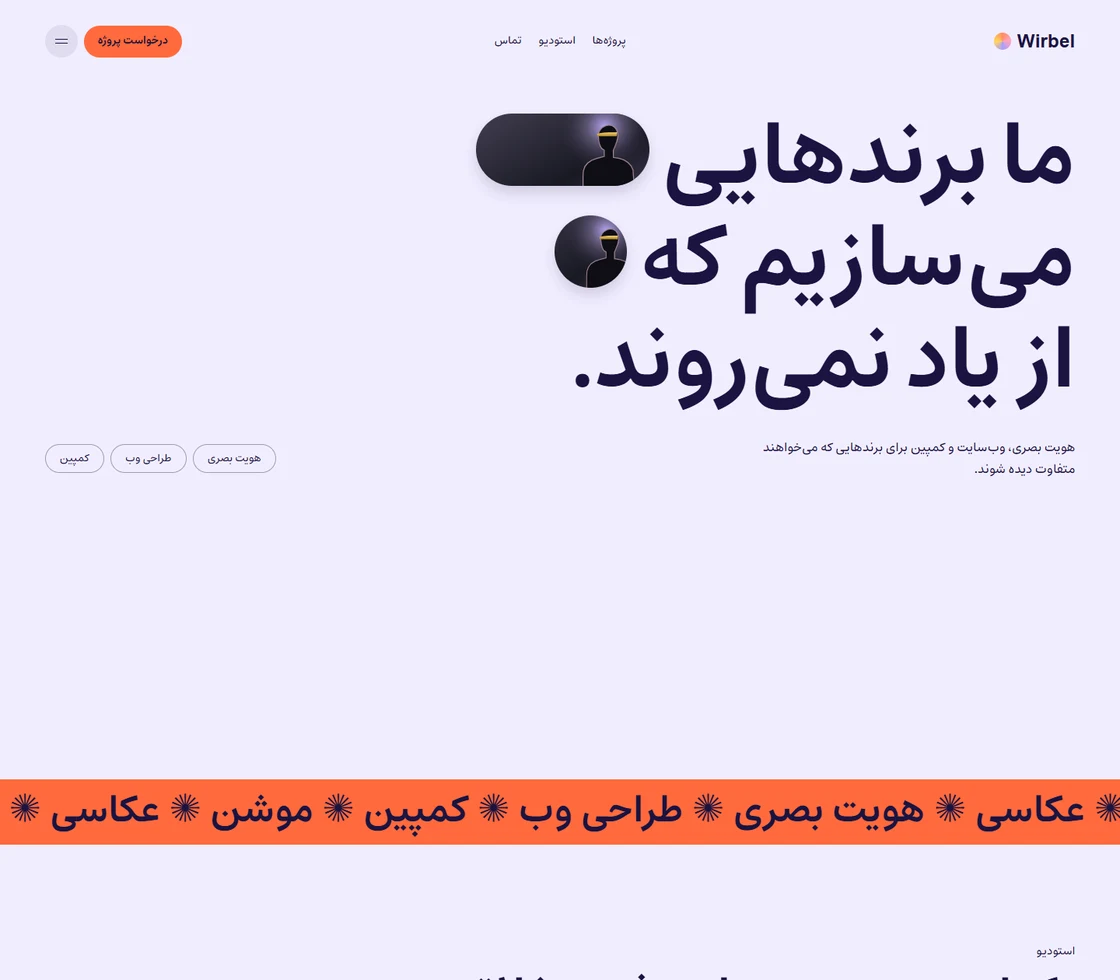 Wirbel
پروژه‌ها استودیو تماس
درخواست پروژه
ما برندهایی
می‌سازیم که
از یاد نمی‌روند.
هویت بصری، وب‌سایت و کمپین برای برندهایی که می‌خواهند
متفاوت دیده شوند.
هویت بصری طراحی وب کمپین
عکاسی ✺ هویت بصری ✺ طراحی وب ✺ کمپین ✺ موشن ✺ عکاسی ✺
استودیو